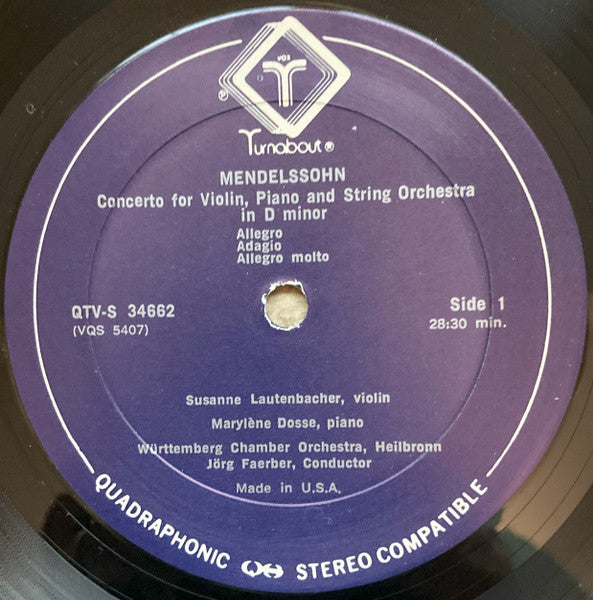 VOX
Turnabout®
℗
MENDELSSOHN
Concerto for Violin, Piano and String Orchestra
in D minor
Allegro
Adagio
Allegro molto
QTV-S 34662
(VQS 5407)
Side 1
28:30 min.
Susanne Lautenbacher, violin
Marylène Dosse, piano
Württemberg Chamber Orchestra, Heilbronn
Jörg Faerber, Conductor
Made in U.S.A.
QUADRAPHONIC QS STEREO COMPATIBLE